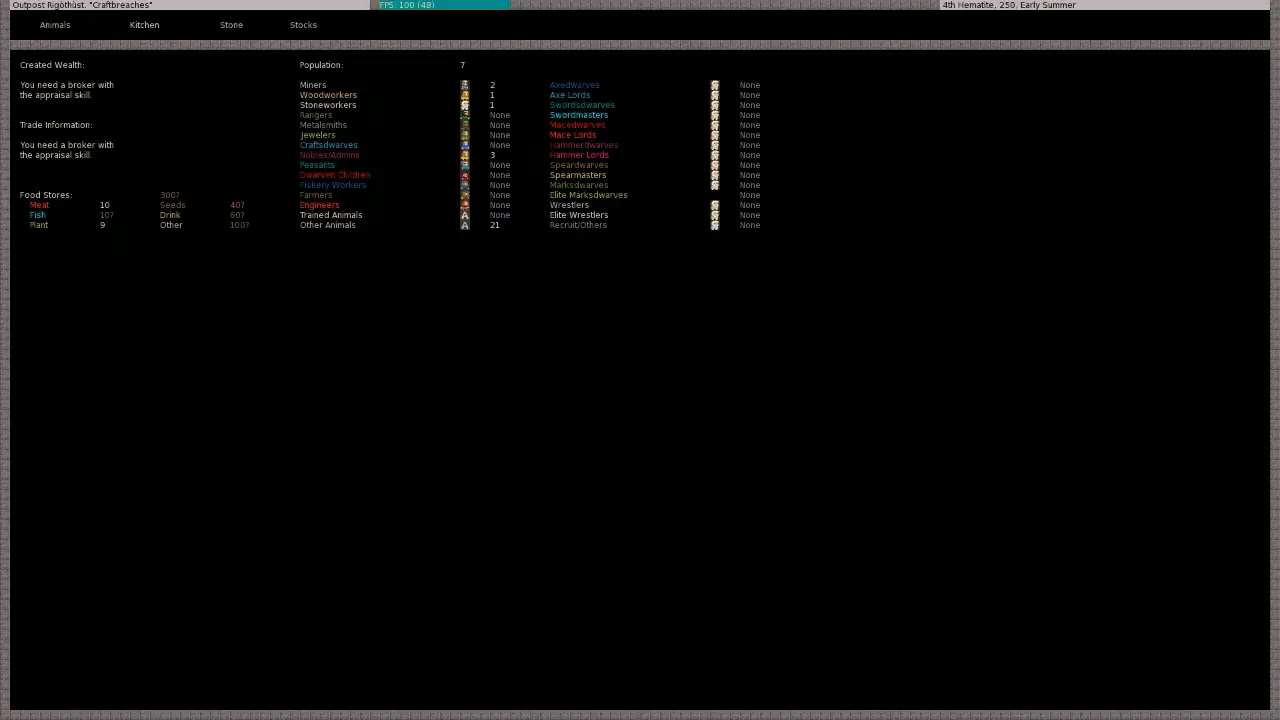 Outpost Rigòthùst, "Craftbreaches" FPS: 100 (48) 4th Hematite, 250, Early Summer
Animals Kitchen Stone Stocks
Created Wealth: Population: 7
You need a broker with Miners 2 Axedwarves None
the appraisal skill. Woodworkers 1 Axe Lords None
Stoneworkers 1 Swordsdwarves None
Rangers None Swordmasters None
Trade Information: Metalsmiths None Macedwarves None
Jewelers None Mace Lords None
You need a broker with Craftsdwarves None Hammerdwarves None
the appraisal skill. Nobles/Admins 3 Hammer Lords None
Peasants None Speardwarves None
Dwarven Children None Spearmasters None
Fishery Workers None Marksdwarves None
Food Stores: 300? Farmers None Elite Marksdwarves None
Meat 10 Seeds 40? Engineers None Wrestlers None
Fish 10? Drink 60? Trained Animals None Elite Wrestlers None
Plant 9 Other 100? Other Animals 21 Recruit/Others None